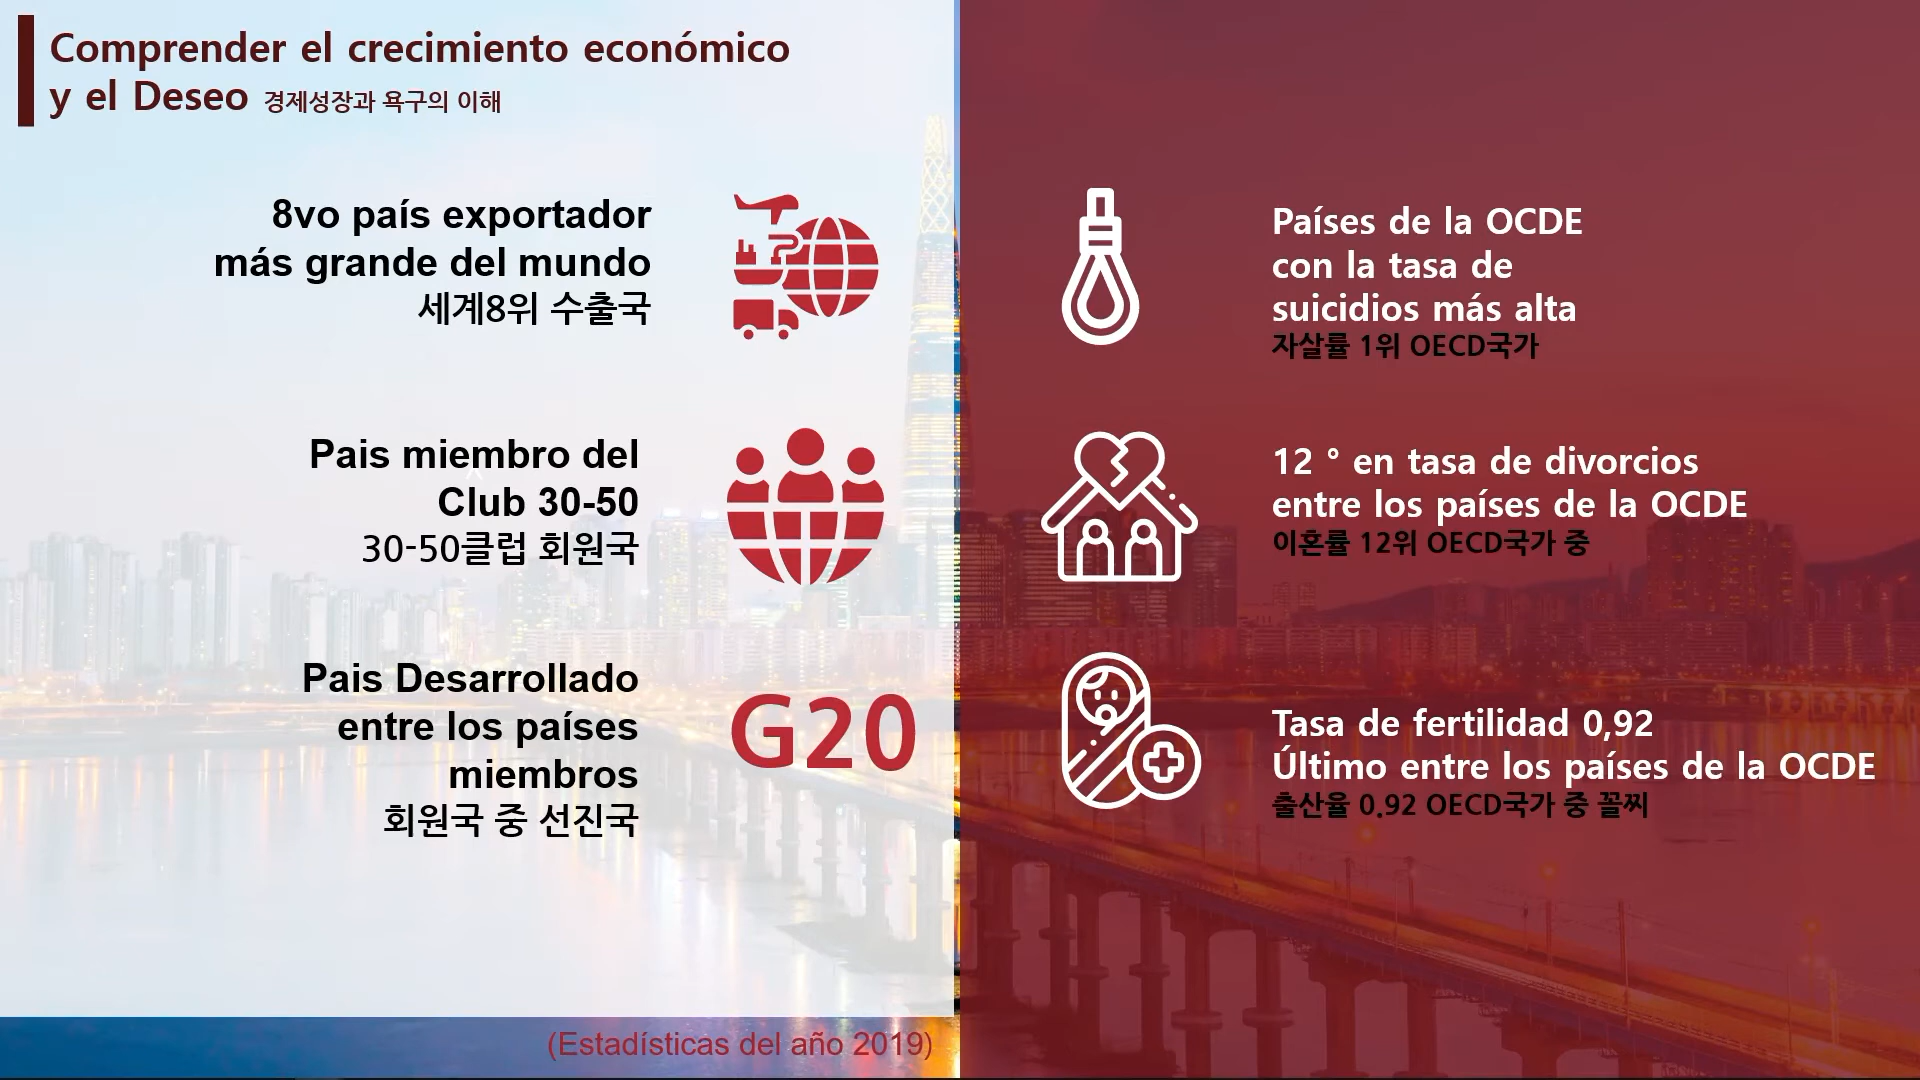 Comprender el crecimiento económico
y el Deseo 경제성장과 욕구의 이해
8vo país exportador
más grande del mundo
세계8위 수출국
Pais miembro del
Club 30-50
30-50클럽 회원국
Pais Desarrollado
entre los países
miembros
회원국 중 선진국
G20
(Estadísticas del año 2019)
Países de la OCDE
con la tasa de
suicidios más alta
자살률 1위 OECD국가
12 ° en tasa de divorcios
entre los países de la OCDE
이혼률 12위 OECD국가 중
Tasa de fertilidad 0,92
Último entre los países de la OCDE
출산율 0.92 OECD국가 중 꼴찌